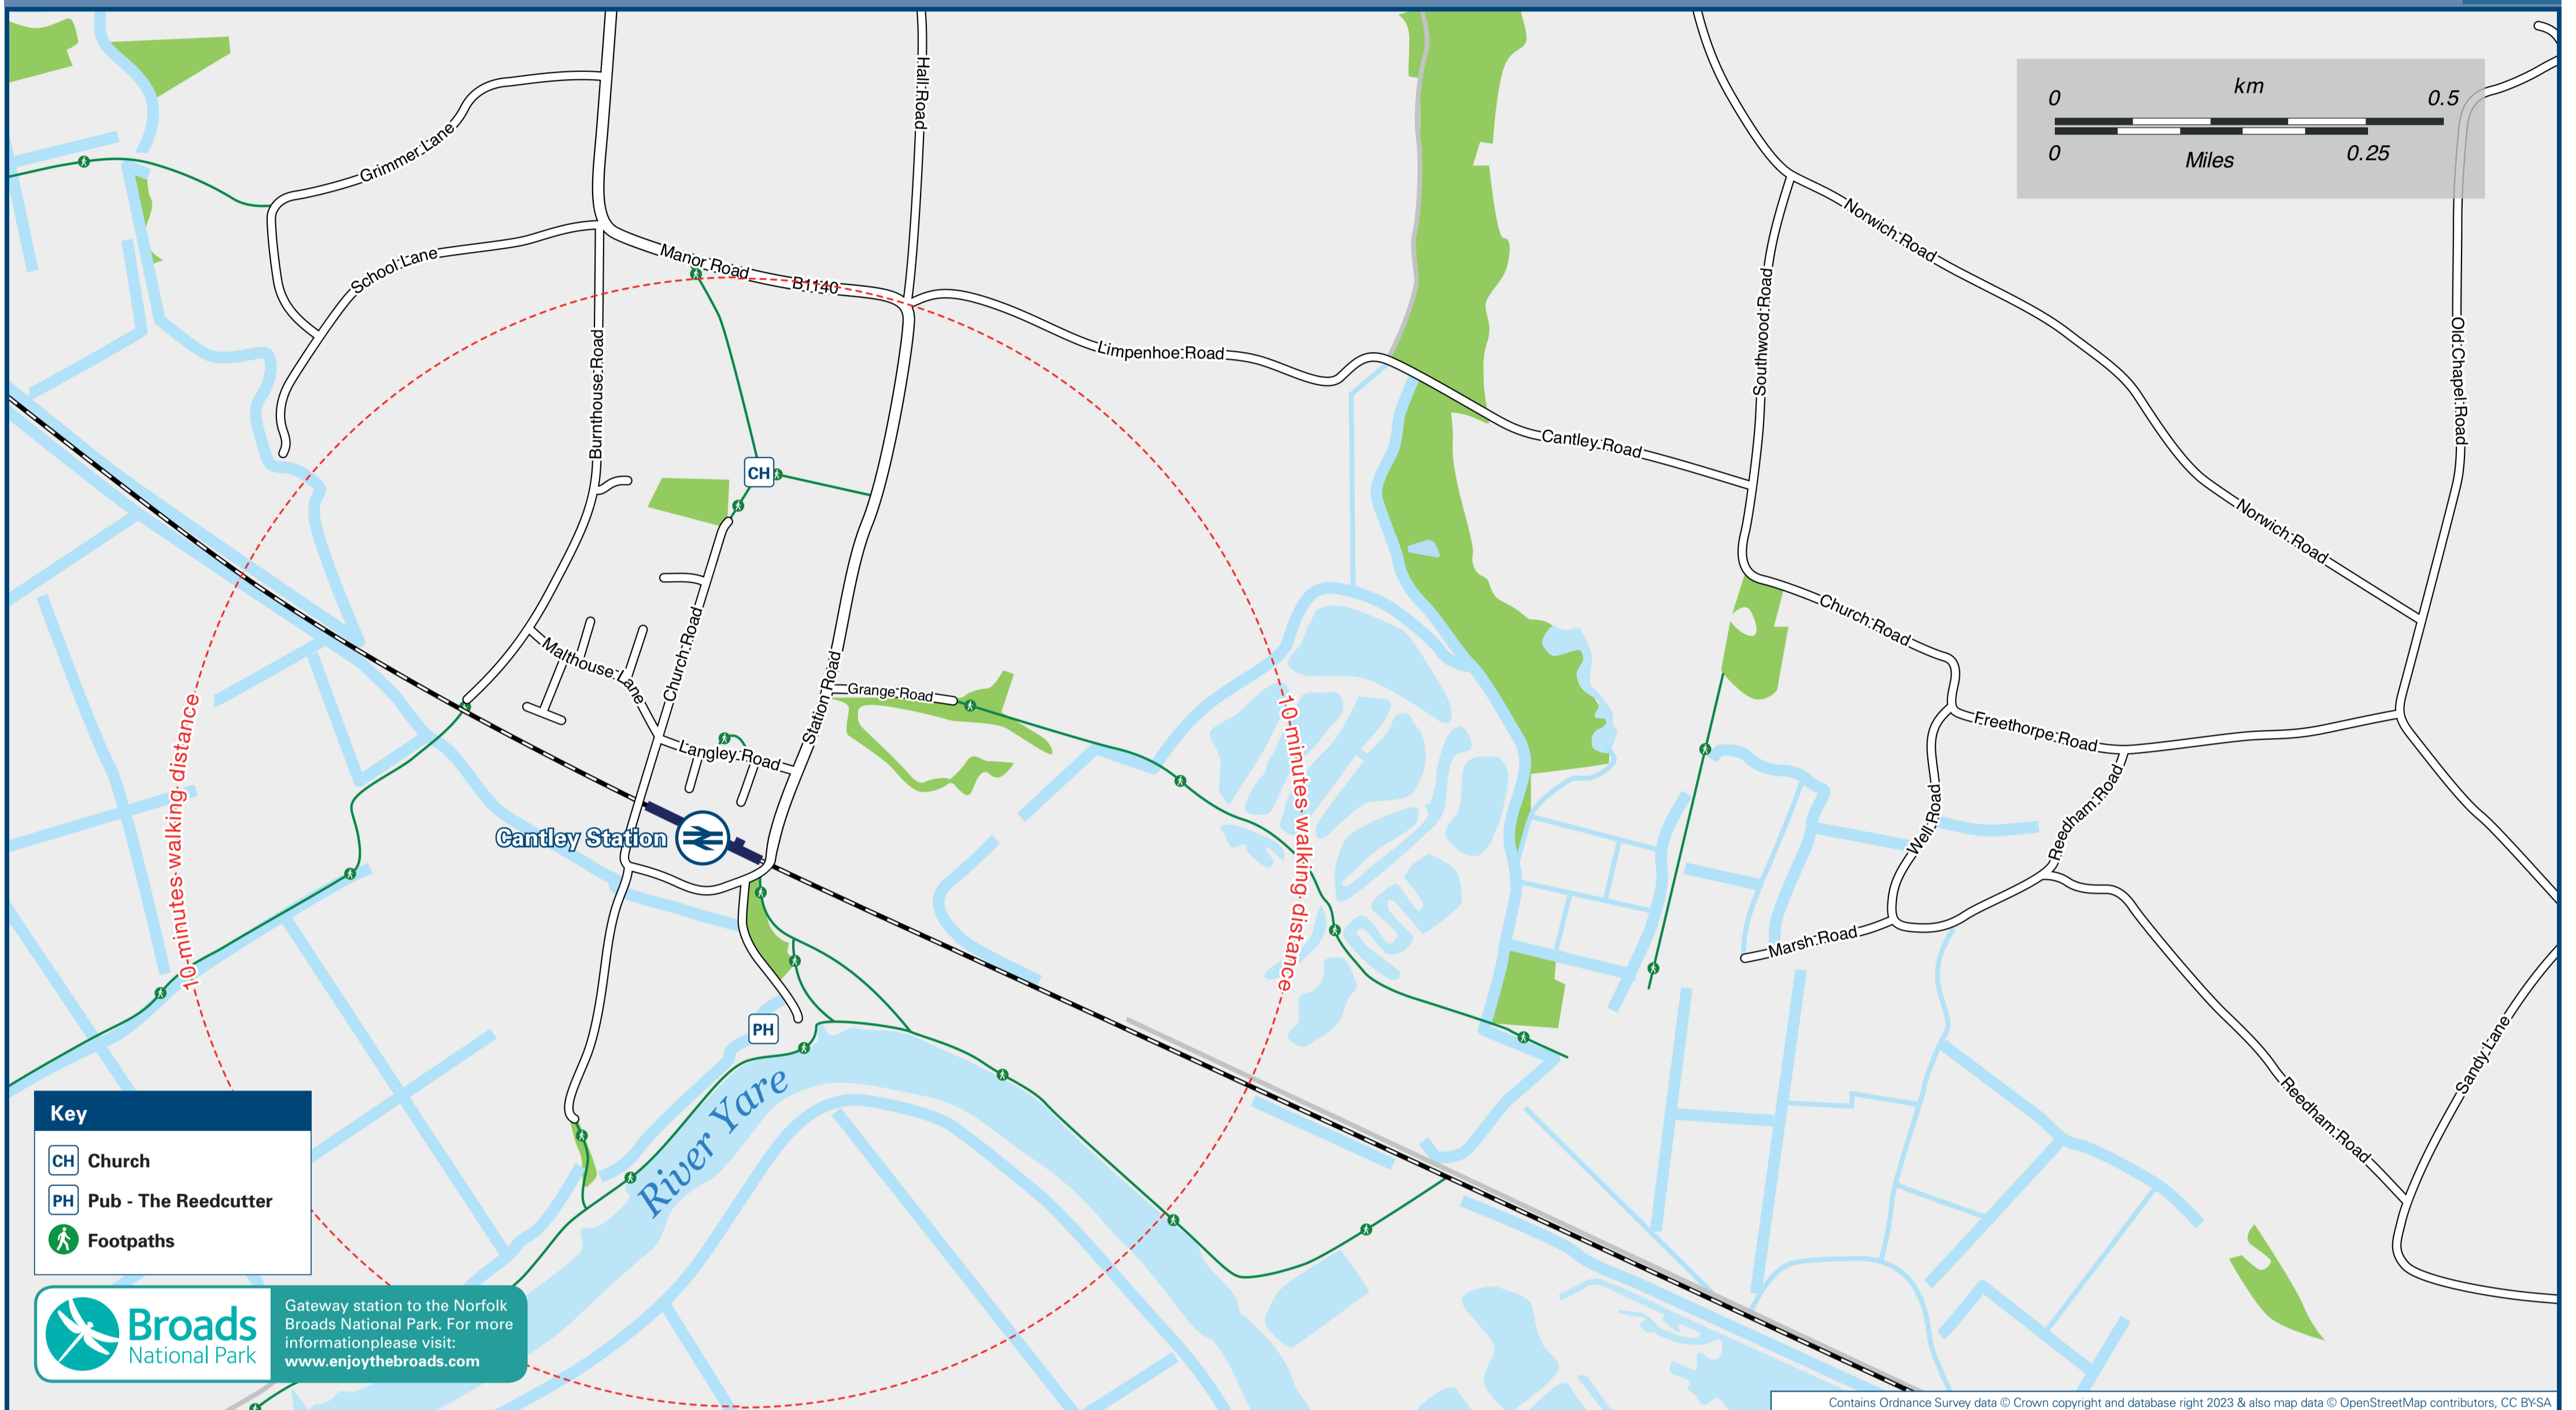 Hall Road
km
0
0.5
0
Miles
0.25
Grimmer Lane
School Lane
Manor Road
B1140
Norwich Road
Southwood Road
Limpenhoe Road
Burnthouse Road
Old Chapel Road
Cantley Road
CH
Norwich Road
Church Road
Malthouse Lane
Church Road
Station Road
Grange Road
Langley Road
Freethorpe Road
10 minutes walking distance
10 minutes walking distance
Cantley Station
Well Road
Reedham Road
Marsh Road
PH
River Yare
Sandy Lane
Reedham Road
Key
CH Church
PH Pub - The Reedcutter
Footpaths
Broads
National Park
Gateway station to the Norfolk
Broads National Park. For more
informationplease visit:
www.enjoythebroads.com
Contains Ordnance Survey data © Crown copyright and database right 2023 & also map data © OpenStreetMap contributors, CC BY-SA